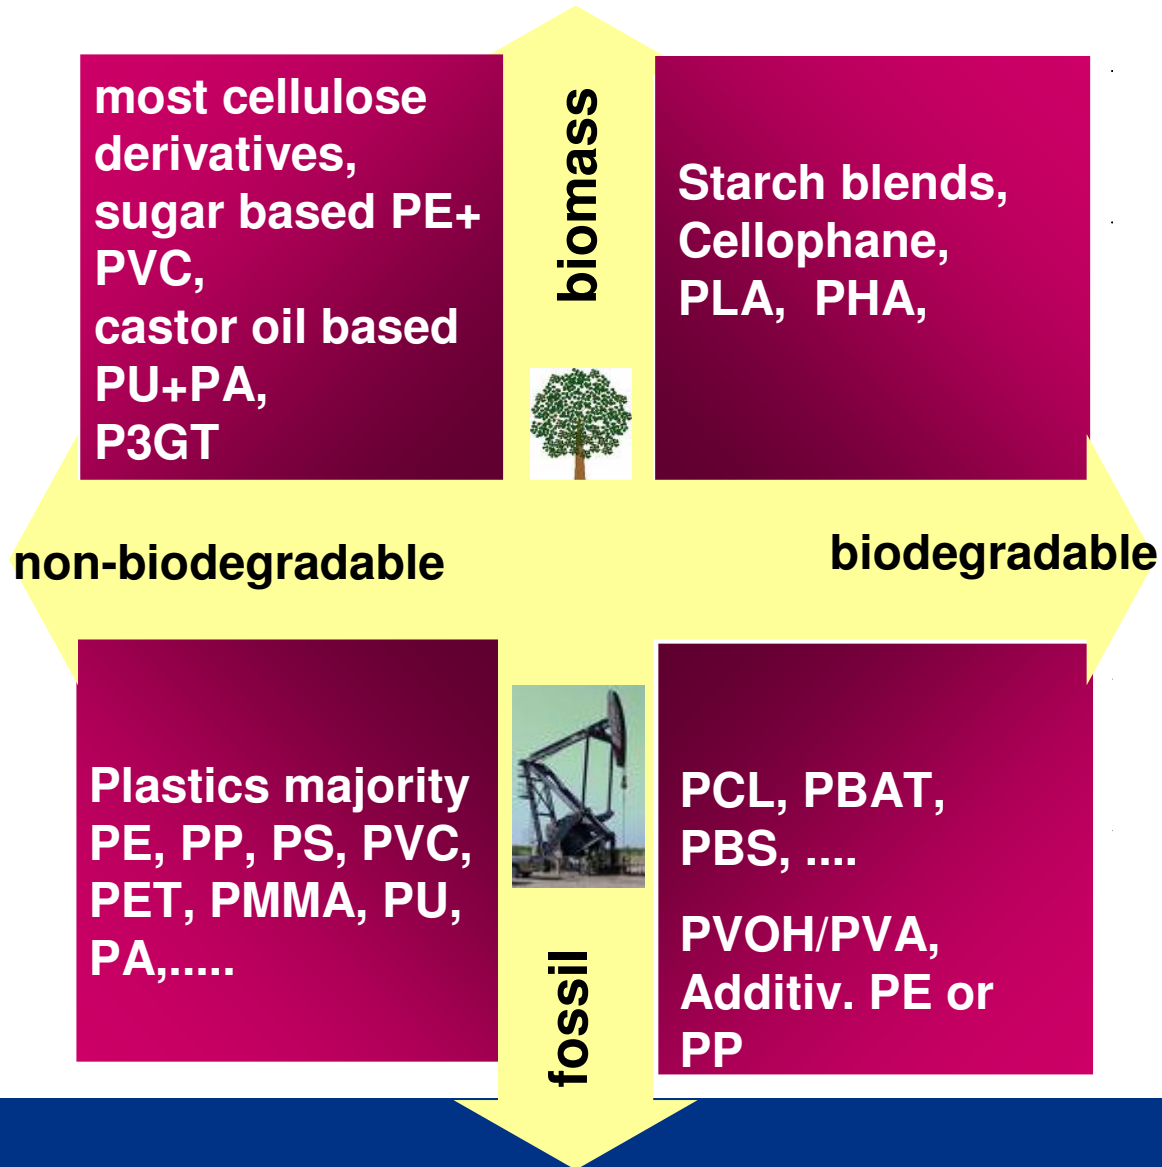 most cellulose
derivatives,
sugar based PE+
PVC,
castor oil based
PU+PA,
P3GT
biomass
Starch blends,
Cellophane,
PLA, PHA,
non-biodegradable
biodegradable
Plastics majority
PE, PP, PS, PVC,
PET, PMMA, PU,
PA,.....
fossil
PCL, PBAT,
PBS, ....
PVOH/PVA,
Additiv. PE or
PP